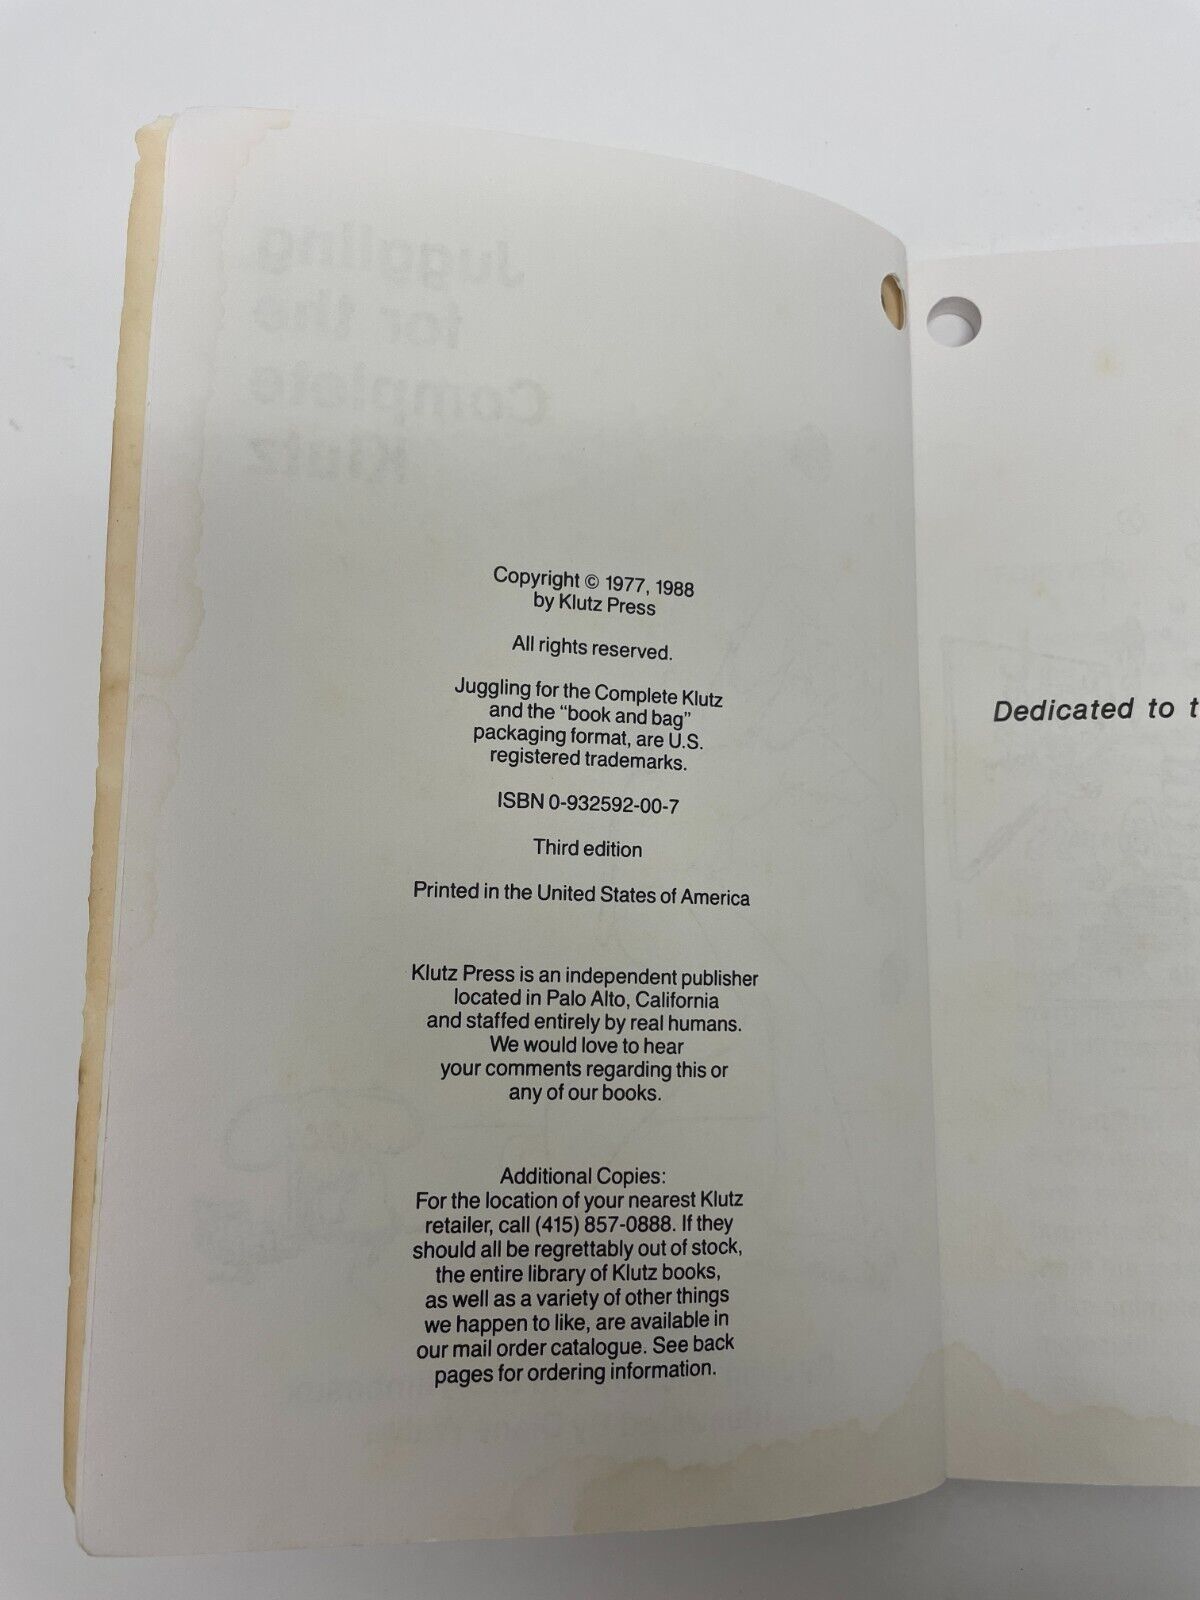 Juggling
for the
Complete
Klutz
Copyright © 1977, 1988
by Klutz Press
All rights reserved.
Juggling for the Complete Klutz
and the “book and bag”
packaging format, are U.S.
registered trademarks.
ISBN 0-932592-00-7
Third edition
Printed in the United States of America
Klutz Press is an independent publisher
located in Palo Alto, California
and staffed entirely by real humans.
We would love to hear
your comments regarding this or
any of our books.
Additional Copies:
For the location of your nearest Klutz
retailer, call (415) 857-0888. If they
should all be regrettably out of stock,
the entire library of Klutz books,
as well as a variety of other things
we happen to like, are available in
our mail order catalogue. See back
pages for ordering information.
Dedicated to t